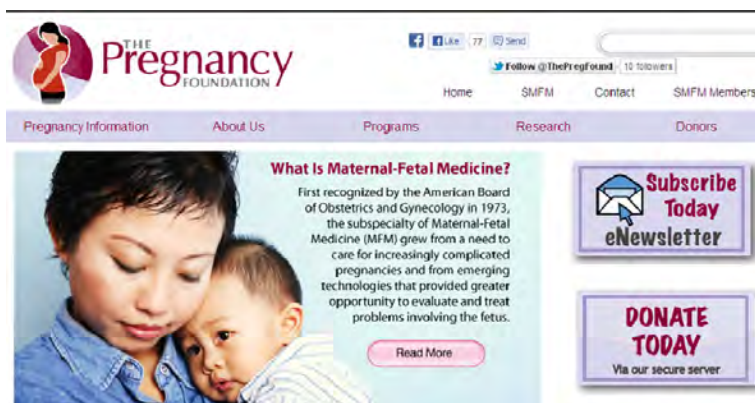 THE
Pregnancy
FOUNDATION
Like 77 Send
Follow @ThePregFound 10 followers
Home SMFM Contact SMFM Members
Pregnancy Information About Us Programs Research Donors
What Is Maternal-Fetal Medicine?
First recognized by the American Board
of Obstetrics and Gynecology in 1973,
the subspecialty of Maternal-Fetal
Medicine (MFM) grew from a need to
care for increasingly complicated
pregnancies and from emerging
technologies that provided greater
opportunity to evaluate and treat
problems involving the fetus.
Read More
Subscribe
Today
eNewsletter
DONATE
TODAY
Via our secure server